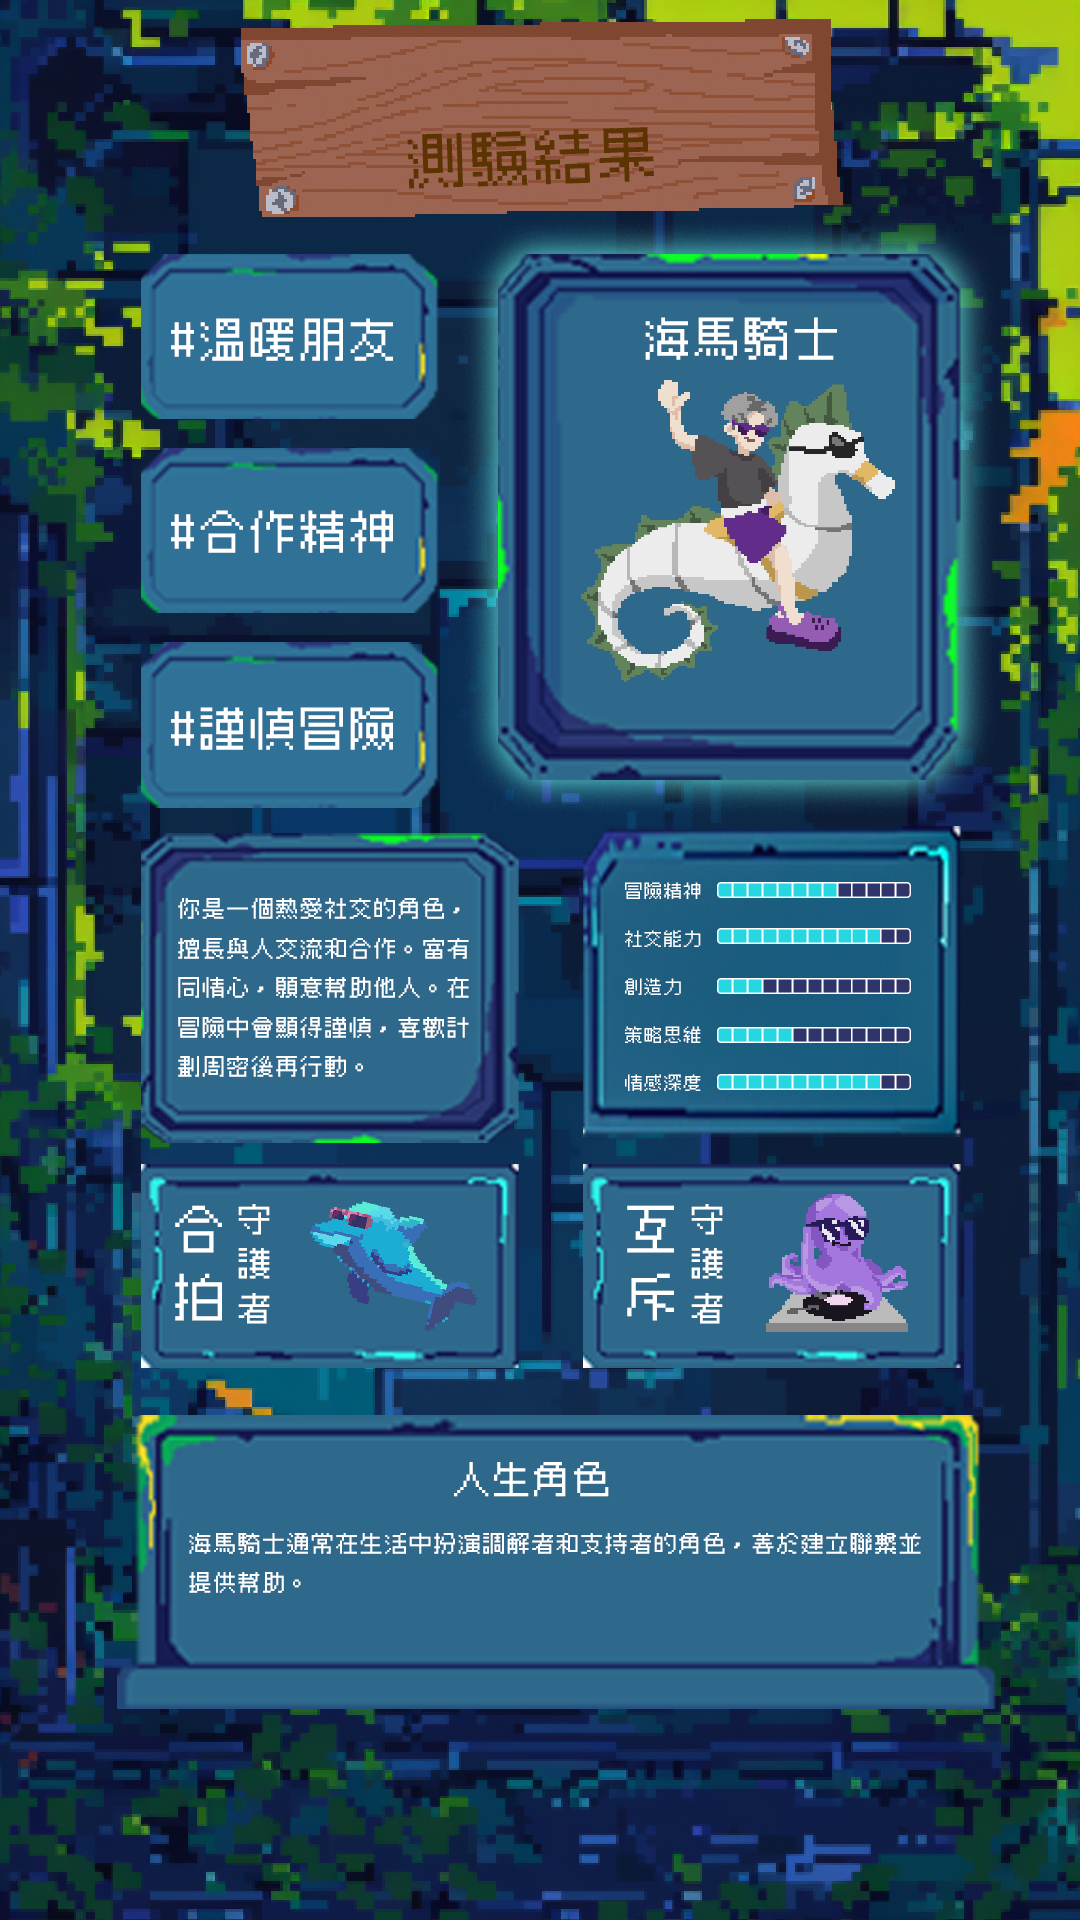 測驗結果
#溫暖朋友
#合作精神
#謹慎冒險
海馬騎士
你是一個熱愛社交的角色，
擅長與人交流和合作。富有
同情心，願意幫助他人。在
冒險中會顯得謹慎，喜歡計
劃周密後再行動。
冒險精神
社交能力
創造力
策略思維
情感深度
合拍
守護者
互斥
守護者
人生角色
海馬騎士通常在生活中扮演調解者和支持者的角色，善於建立聯繫並
提供幫助。